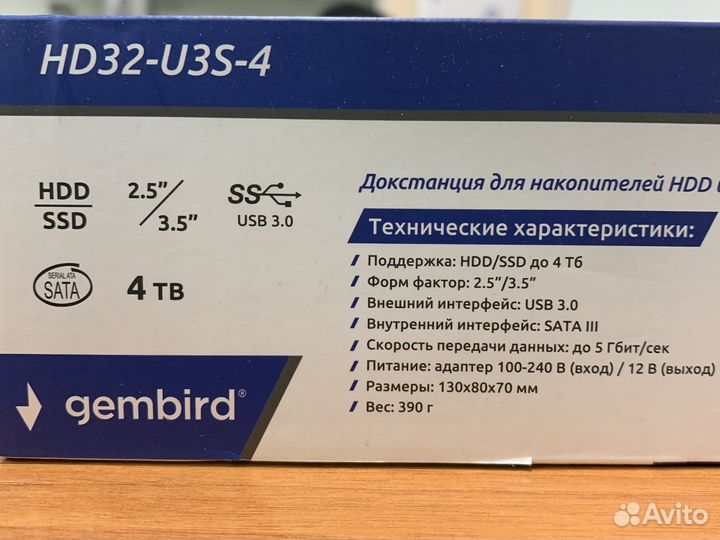 HD32-U3S-4
HDD
SSD
2.5”
3.5”
SS
USB 3.0
SERIAL ATA
SATA
4 TB
gembird®
Докстанция для накопителей HDD
Технические характеристики:
Поддержка: HDD/SSD до 4 Тб
Форм фактор: 2.5”/3.5”
Внешний интерфейс: USB 3.0
Внутренний интерфейс: SATA III
Скорость передачи данных: до 5 Гбит/сек
Питание: адаптер 100-240 В (вход) / 12 В (выход)
Размеры: 130x80x70 мм
Вес: 390 г
Avito